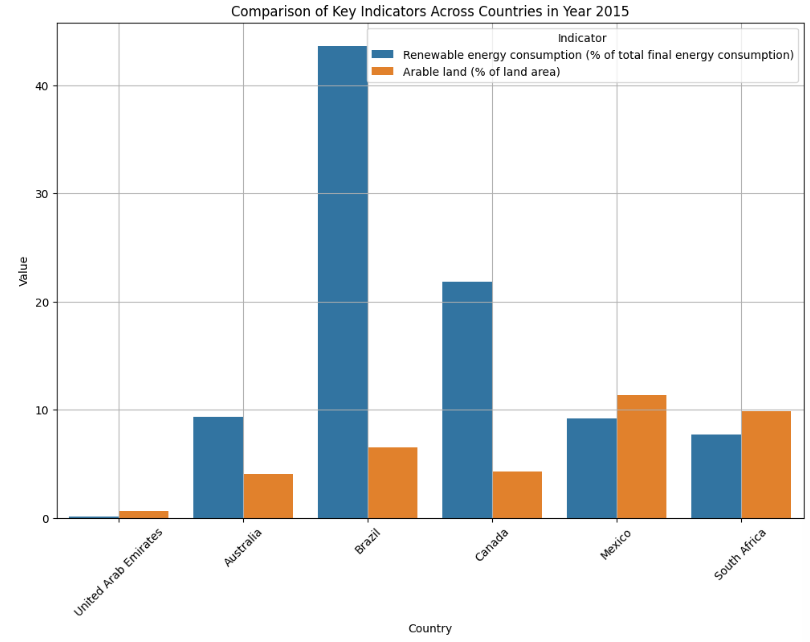 Comparison of Key Indicators Across Countries in Year 2015
Indicator
Renewable energy consumption (% of total final energy consumption)
Arable land (% of land area)
40
30
20
10
0
Value
United Arab Emirates
Australia
Brazil
Canada
Mexico
South Africa
Country